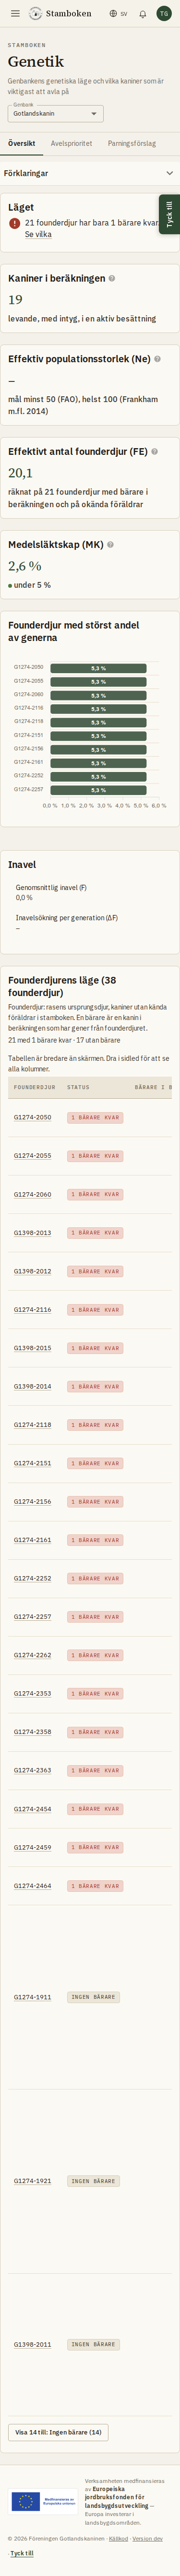 Stamboken
SV
TG
STAMBOKEN
Genetik
Genbankens genetiska läge och vilka kaniner som är
viktigast att avla på
Genbank
Gotlandskanin
Översikt
Avelsprioritet
Parningsförslag
Förklaringar
Tyck till
Läget
21 founderdjur har bara 1 bärare kvar.
Se vilka
Kaniner i beräkningen
19
levande, med intyg, i en aktiv besättning
Effektiv populationsstorlek (Ne)
–
mål minst 50 (FAO), helst 100 (Frankham
m.fl. 2014)
Effektivt antal founderdjur (FE)
20,1
räknat på 21 founderdjur med bärare i
beräkningen och på okända föräldrar
Medelsläktskap (MK)
2,6 %
under 5 %
Founderdjur med störst andel
av generna
G1274-2050 5,3 %
G1274-2055 5,3 %
G1274-2060 5,3 %
G1274-2116 5,3 %
G1274-2118 5,3 %
G1274-2151 5,3 %
G1274-2156 5,3 %
G1274-2161 5,3 %
G1274-2252 5,3 %
G1274-2257 5,3 %
0,0 % 1,0 % 2,0 % 3,0 % 4,0 % 5,0 % 6,0 %
Inavel
Genomsnittlig inavel (F)
0,0 %
Inavelsökning per generation (ΔF)
–
Founderdjurens läge (38
founderdjur)
Founderdjur: rasens ursprungsdjur, kaniner utan kända
föräldrar i stamboken. En bärare är en kanin i
beräkningen som har gener från founderdjuret.
21 med 1 bärare kvar · 17 utan bärare
Tabellen är bredare än skärmen. Dra i sidled för att se
alla kolumner.
FOUNDERDJUR STATUS BÄRARE I B
G1274-2050 1 BÄRARE KVAR
G1274-2055 1 BÄRARE KVAR
G1274-2060 1 BÄRARE KVAR
G1398-2013 1 BÄRARE KVAR
G1398-2012 1 BÄRARE KVAR
G1274-2116 1 BÄRARE KVAR
G1398-2015 1 BÄRARE KVAR
G1398-2014 1 BÄRARE KVAR
G1274-2118 1 BÄRARE KVAR
G1274-2151 1 BÄRARE KVAR
G1274-2156 1 BÄRARE KVAR
G1274-2161 1 BÄRARE KVAR
G1274-2252 1 BÄRARE KVAR
G1274-2257 1 BÄRARE KVAR
G1274-2262 1 BÄRARE KVAR
G1274-2353 1 BÄRARE KVAR
G1274-2358 1 BÄRARE KVAR
G1274-2363 1 BÄRARE KVAR
G1274-2454 1 BÄRARE KVAR
G1274-2459 1 BÄRARE KVAR
G1274-2464 1 BÄRARE KVAR
G1274-1911 INGEN BÄRARE
G1274-1921 INGEN BÄRARE
G1398-2011 INGEN BÄRARE
Visa 14 till: Ingen bärare (14)
Medfinansieras av
Europeiska unionen
Verksamheten medfinansieras
av Europeiska
jordbruksfonden för
landsbygdsutveckling –
Europa investerar i
landsbygdsområden.
© 2026 Föreningen Gotlandskaninen · Källkod · Version dev
· Tyck till